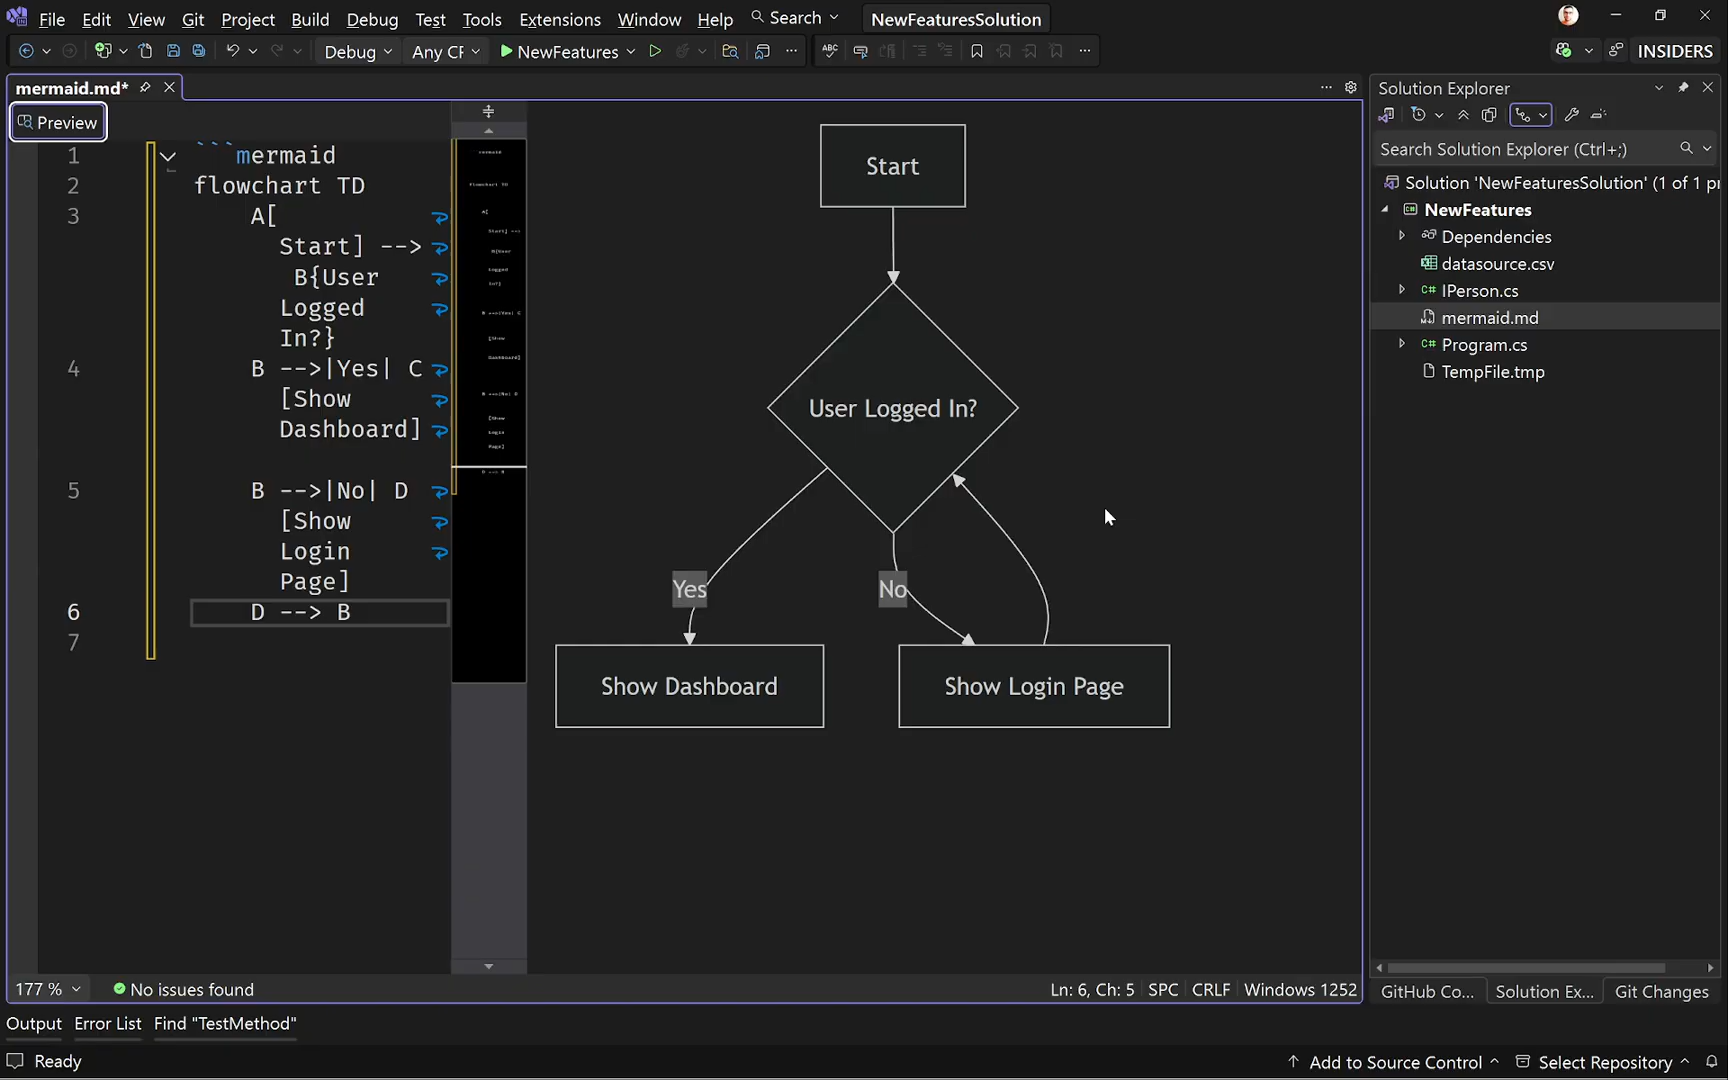 File Edit View Git Project Build Debug Test Tools Extensions Window Help Search NewFeaturesSolution
Debug Any CF NewFeatures INSIDERS
mermaid.md*
Preview
1 ```mermaid
2 flowchart TD
3 A[
Start] -->
B{User
Logged
In?}
4 B -->|Yes| C
[Show
Dashboard]
5 B -->|No| D
[Show
Login
Page]
6 D --> B
7
Start
User Logged In?
Yes
No
Show Dashboard
Show Login Page
Solution Explorer
Search Solution Explorer (Ctrl+;)
Solution 'NewFeaturesSolution' (1 of 1 pr
NewFeatures
Dependencies
datasource.csv
C# IPerson.cs
mermaid.md
C# Program.cs
TempFile.tmp
177 % No issues found Ln: 6, Ch: 5 SPC CRLF Windows 1252
GitHub Co... Solution Ex... Git Changes
Output Error List Find "TestMethod"
Ready Add to Source Control Select Repository